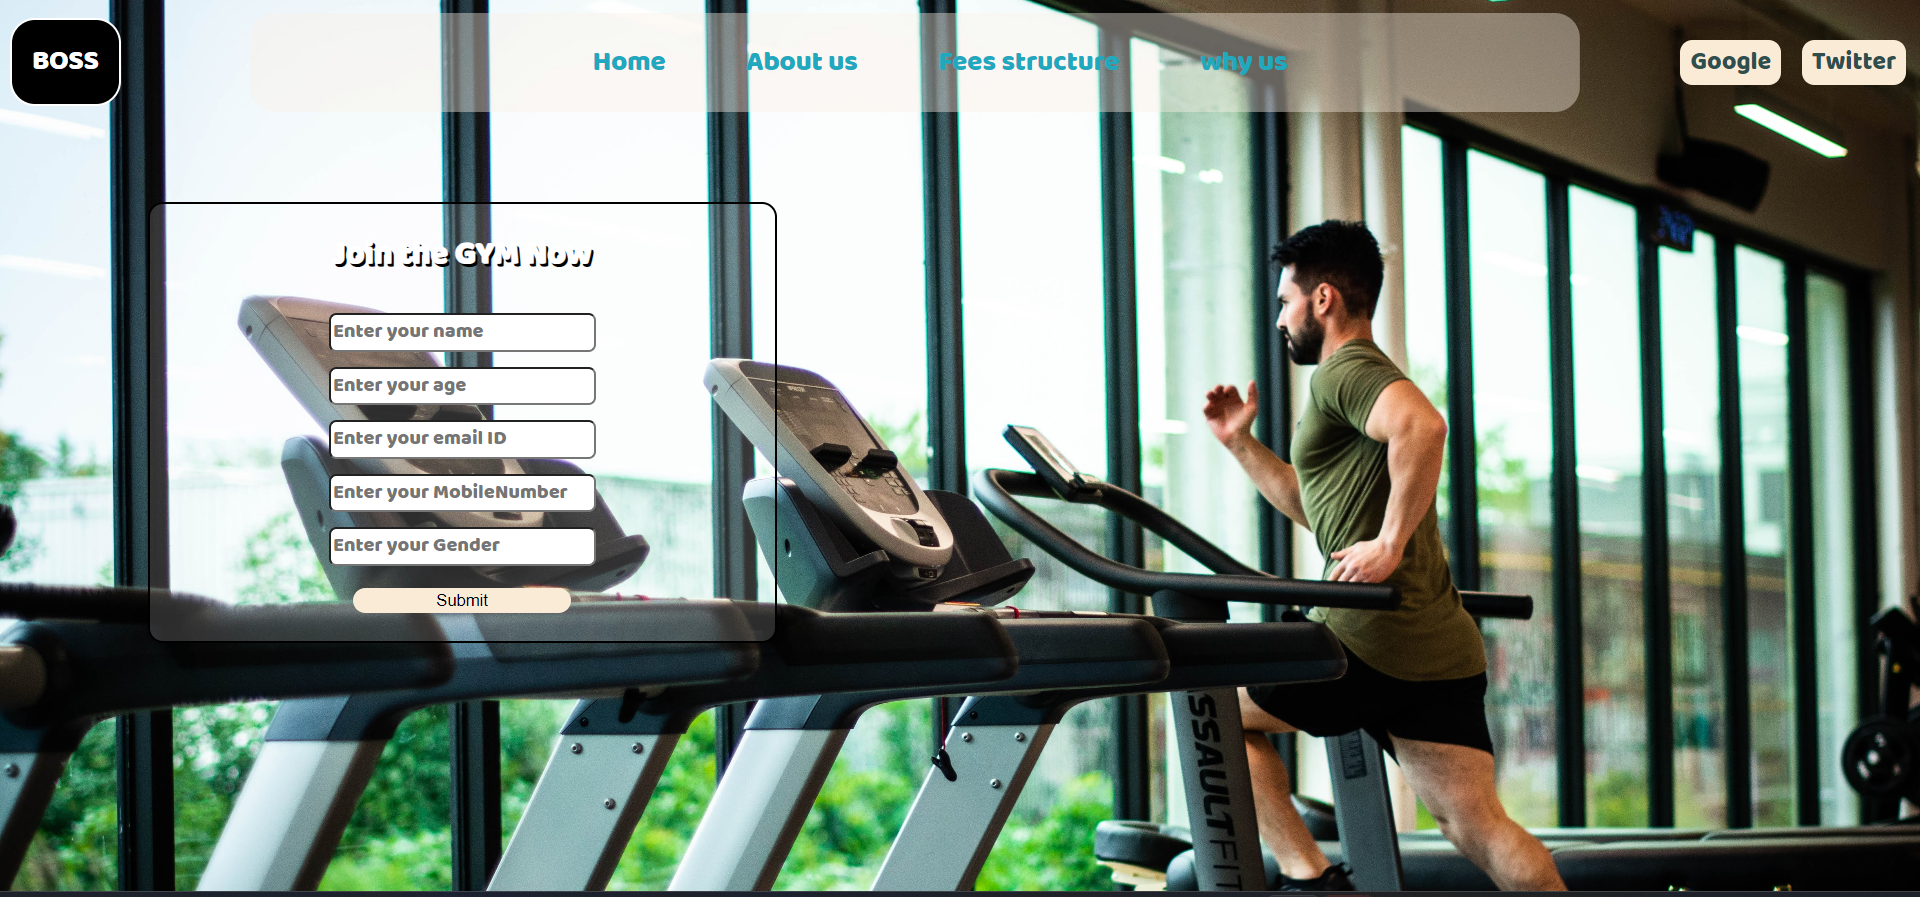 BOSS
Home About us Fees structure why us
Google Twitter
Join the GYM Now
Enter your name
Enter your age
Enter your email ID
Enter your MobileNumber
Enter your Gender
Submit
SSAULTFIT